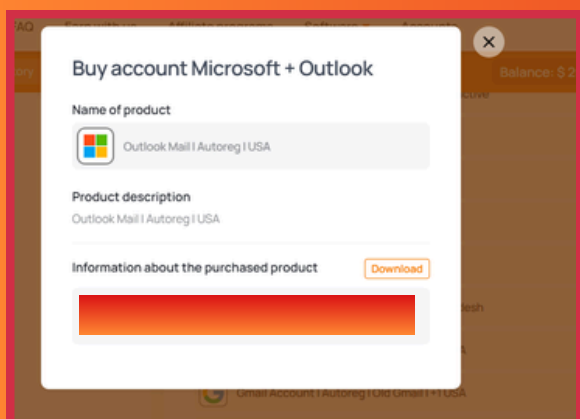 FAQ Earn with us Affiliate programs Software Accounts
Balance: $ 2
Buy account Microsoft + Outlook
Name of product
Outlook Mail | Autoreg | USA
Product description
Outlook Mail | Autoreg | USA
Information about the purchased product Download
Gmail Account | Autoreg | Old Gmail | +1 USA